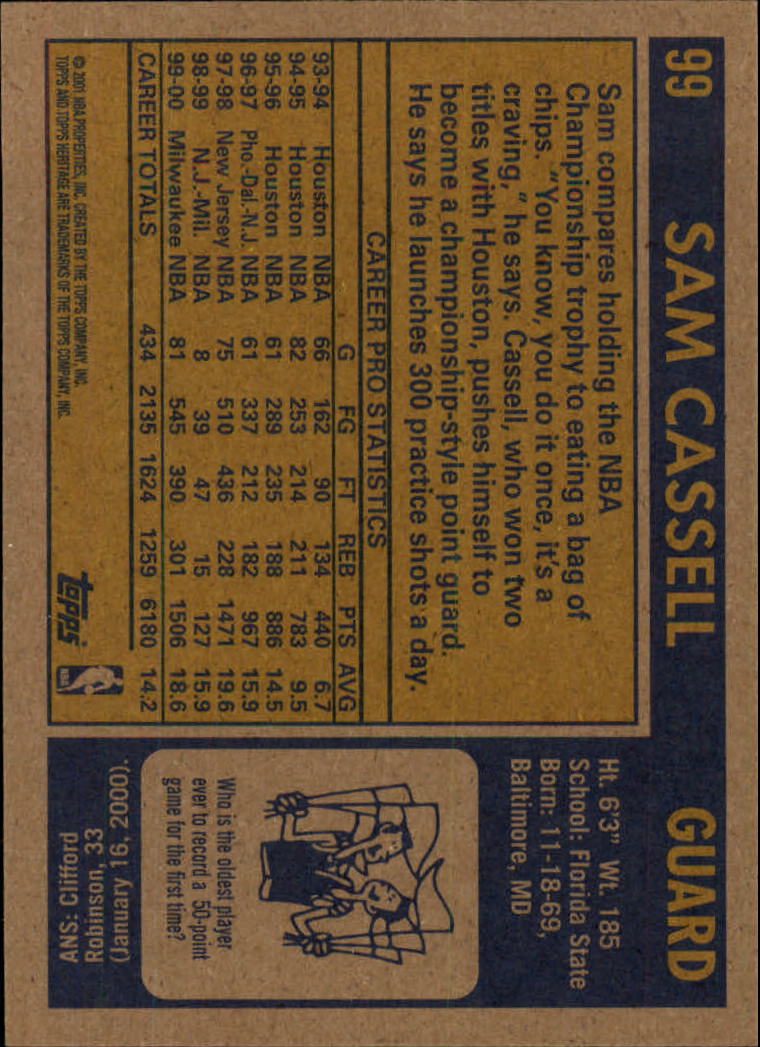 99 SAM CASSELL GUARD
Sam compares holding the NBA
Championship trophy to eating a bag of
chips. "You know, you do it once, it's a
craving," he says. Cassell, who won two
titles with Houston, pushes himself to
become a championship-style point guard.
He says he launches 300 practice shots a day.
CAREER PRO STATISTICS
G FG FT REB PTS AVG
93-94 Houston NBA 66 162 90 134 440 6.7
94-95 Houston NBA 82 253 214 211 783 9.5
95-96 Houston NBA 61 289 235 188 886 14.5
96-97 Pho.-Dal.-N.J. NBA 61 337 212 182 967 15.9
97-98 New Jersey NBA 75 510 436 228 1471 19.6
98-99 N.J.-Mil. NBA 8 39 47 15 127 15.9
99-00 Milwaukee NBA 81 545 390 301 1506 18.6
CAREER TOTALS 434 2135 1624 1259 6180 14.2
© 2001 NBA PROPERTIES, INC. CREATED BY THE TOPPS COMPANY, INC.
TOPPS AND TOPPS HERITAGE ARE TRADEMARKS OF THE TOPPS COMPANY, INC.
topps
NBA
Ht. 6'3" Wt. 185
School: Florida State
Born: 11-18-69,
Baltimore, MD
Who is the oldest player
ever to record a 50-point
game for the first time?
ANS: Clifford
Robinson, 33
(January 16, 2000).